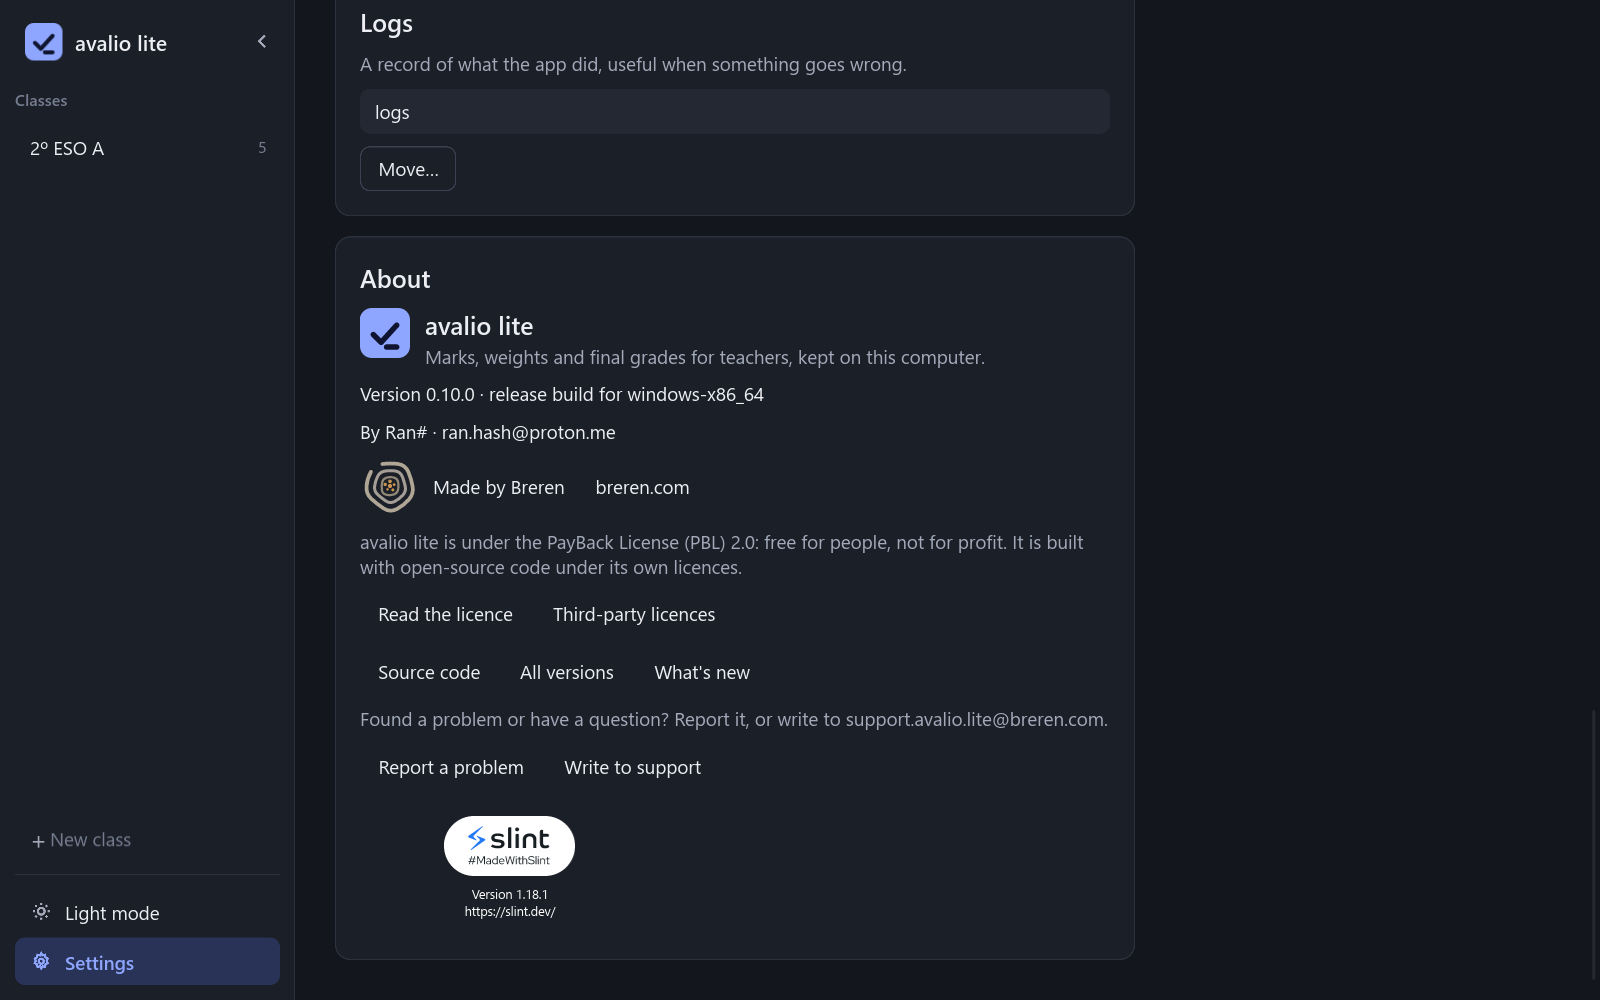 avalio lite
Classes
2º ESO A
5
+ New class
Light mode
Settings
Logs
A record of what the app did, useful when something goes wrong.
logs
Move...
About
avalio lite
Marks, weights and final grades for teachers, kept on this computer.
Version 0.10.0 · release build for windows-x86_64
By Ran# · ran.hash@proton.me
Made by Breren
breren.com
avalio lite is under the PayBack License (PBL) 2.0: free for people, not for profit. It is built
with open-source code under its own licences.
Read the licence
Third-party licences
Source code
All versions
What's new
Found a problem or have a question? Report it, or write to support.avalio.lite@breren.com.
Report a problem
Write to support
slint
#MadeWithSlint
Version 1.18.1
https://slint.dev/